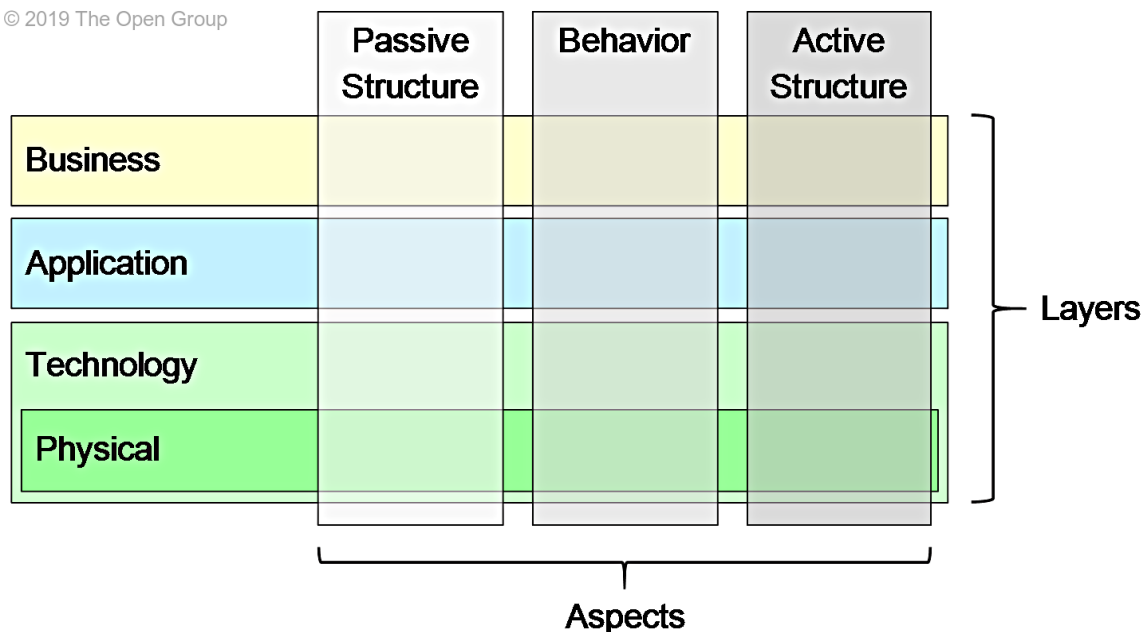 © 2019 The Open Group
Passive
Structure
Behavior
Active
Structure
Business
Application
Layers
Technology
Physical
Aspects